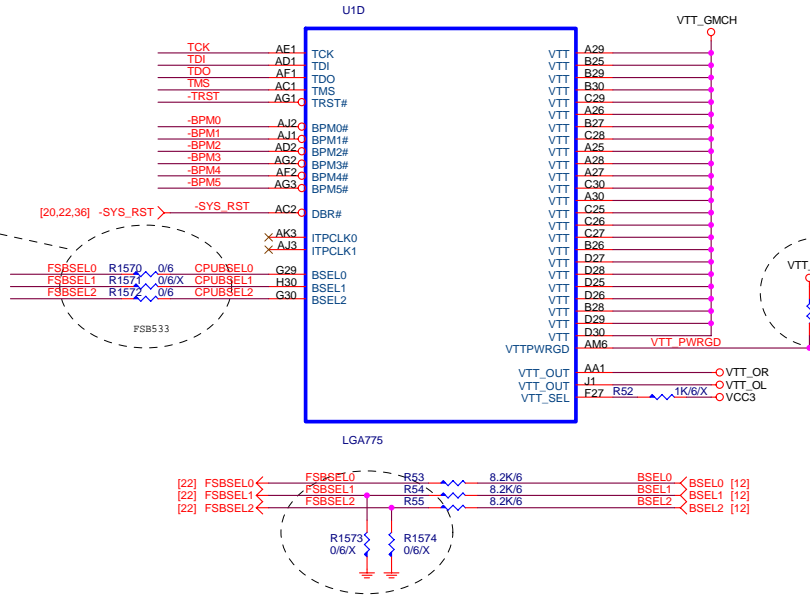 U1D
VTT_GMCH
TCK AE1 TCK VTT A29
TDI AD1 TDI VTT B25
TDO AF1 TDO VTT B29
TMS AC1 TMS VTT B30
-TRST AG1 TRST# VTT C29
VTT A26
-BPM0 AJ2 BPM0# VTT B27
-BPM1 AJ1 BPM1# VTT C28
-BPM2 AD2 BPM2# VTT A25
-BPM3 AG2 BPM3# VTT A28
-BPM4 AF2 BPM4# VTT A27
-BPM5 AG3 BPM5# VTT C30
VTT A30
[20,22,36] -SYS_RST -SYS_RST AC2 DBR# VTT C25
VTT C26
AK3 ITPCLK0 VTT C27
AJ3 ITPCLK1 VTT B26
VTT D27
FSBSEL0 R1570 0/6 CPUBSEL0 G29 BSEL0 VTT D28
FSBSEL1 R1571 0/6/X CPUBSEL1 H30 BSEL1 VTT D25
FSBSEL2 R1572 0/6 CPUBSEL2 G30 BSEL2 VTT D26
VTT B28
VTT D29
VTT D30
VTT_
FSB533
VTTPWRGD AM6 VTT_PWRGD
VTT_OUT AA1 VTT_OR
VTT_OUT J1 VTT_OL
VTT_SEL F27 R52 1K/6/X VCC3
LGA775
[22] FSBSEL0 FSBSEL0 R53 8.2K/6 BSEL0 BSEL0 [12]
[22] FSBSEL1 FSBSEL1 R54 8.2K/6 BSEL1 BSEL1 [12]
[22] FSBSEL2 FSBSEL2 R55 8.2K/6 BSEL2 BSEL2 [12]
R1573 R1574
0/6/X 0/6/X